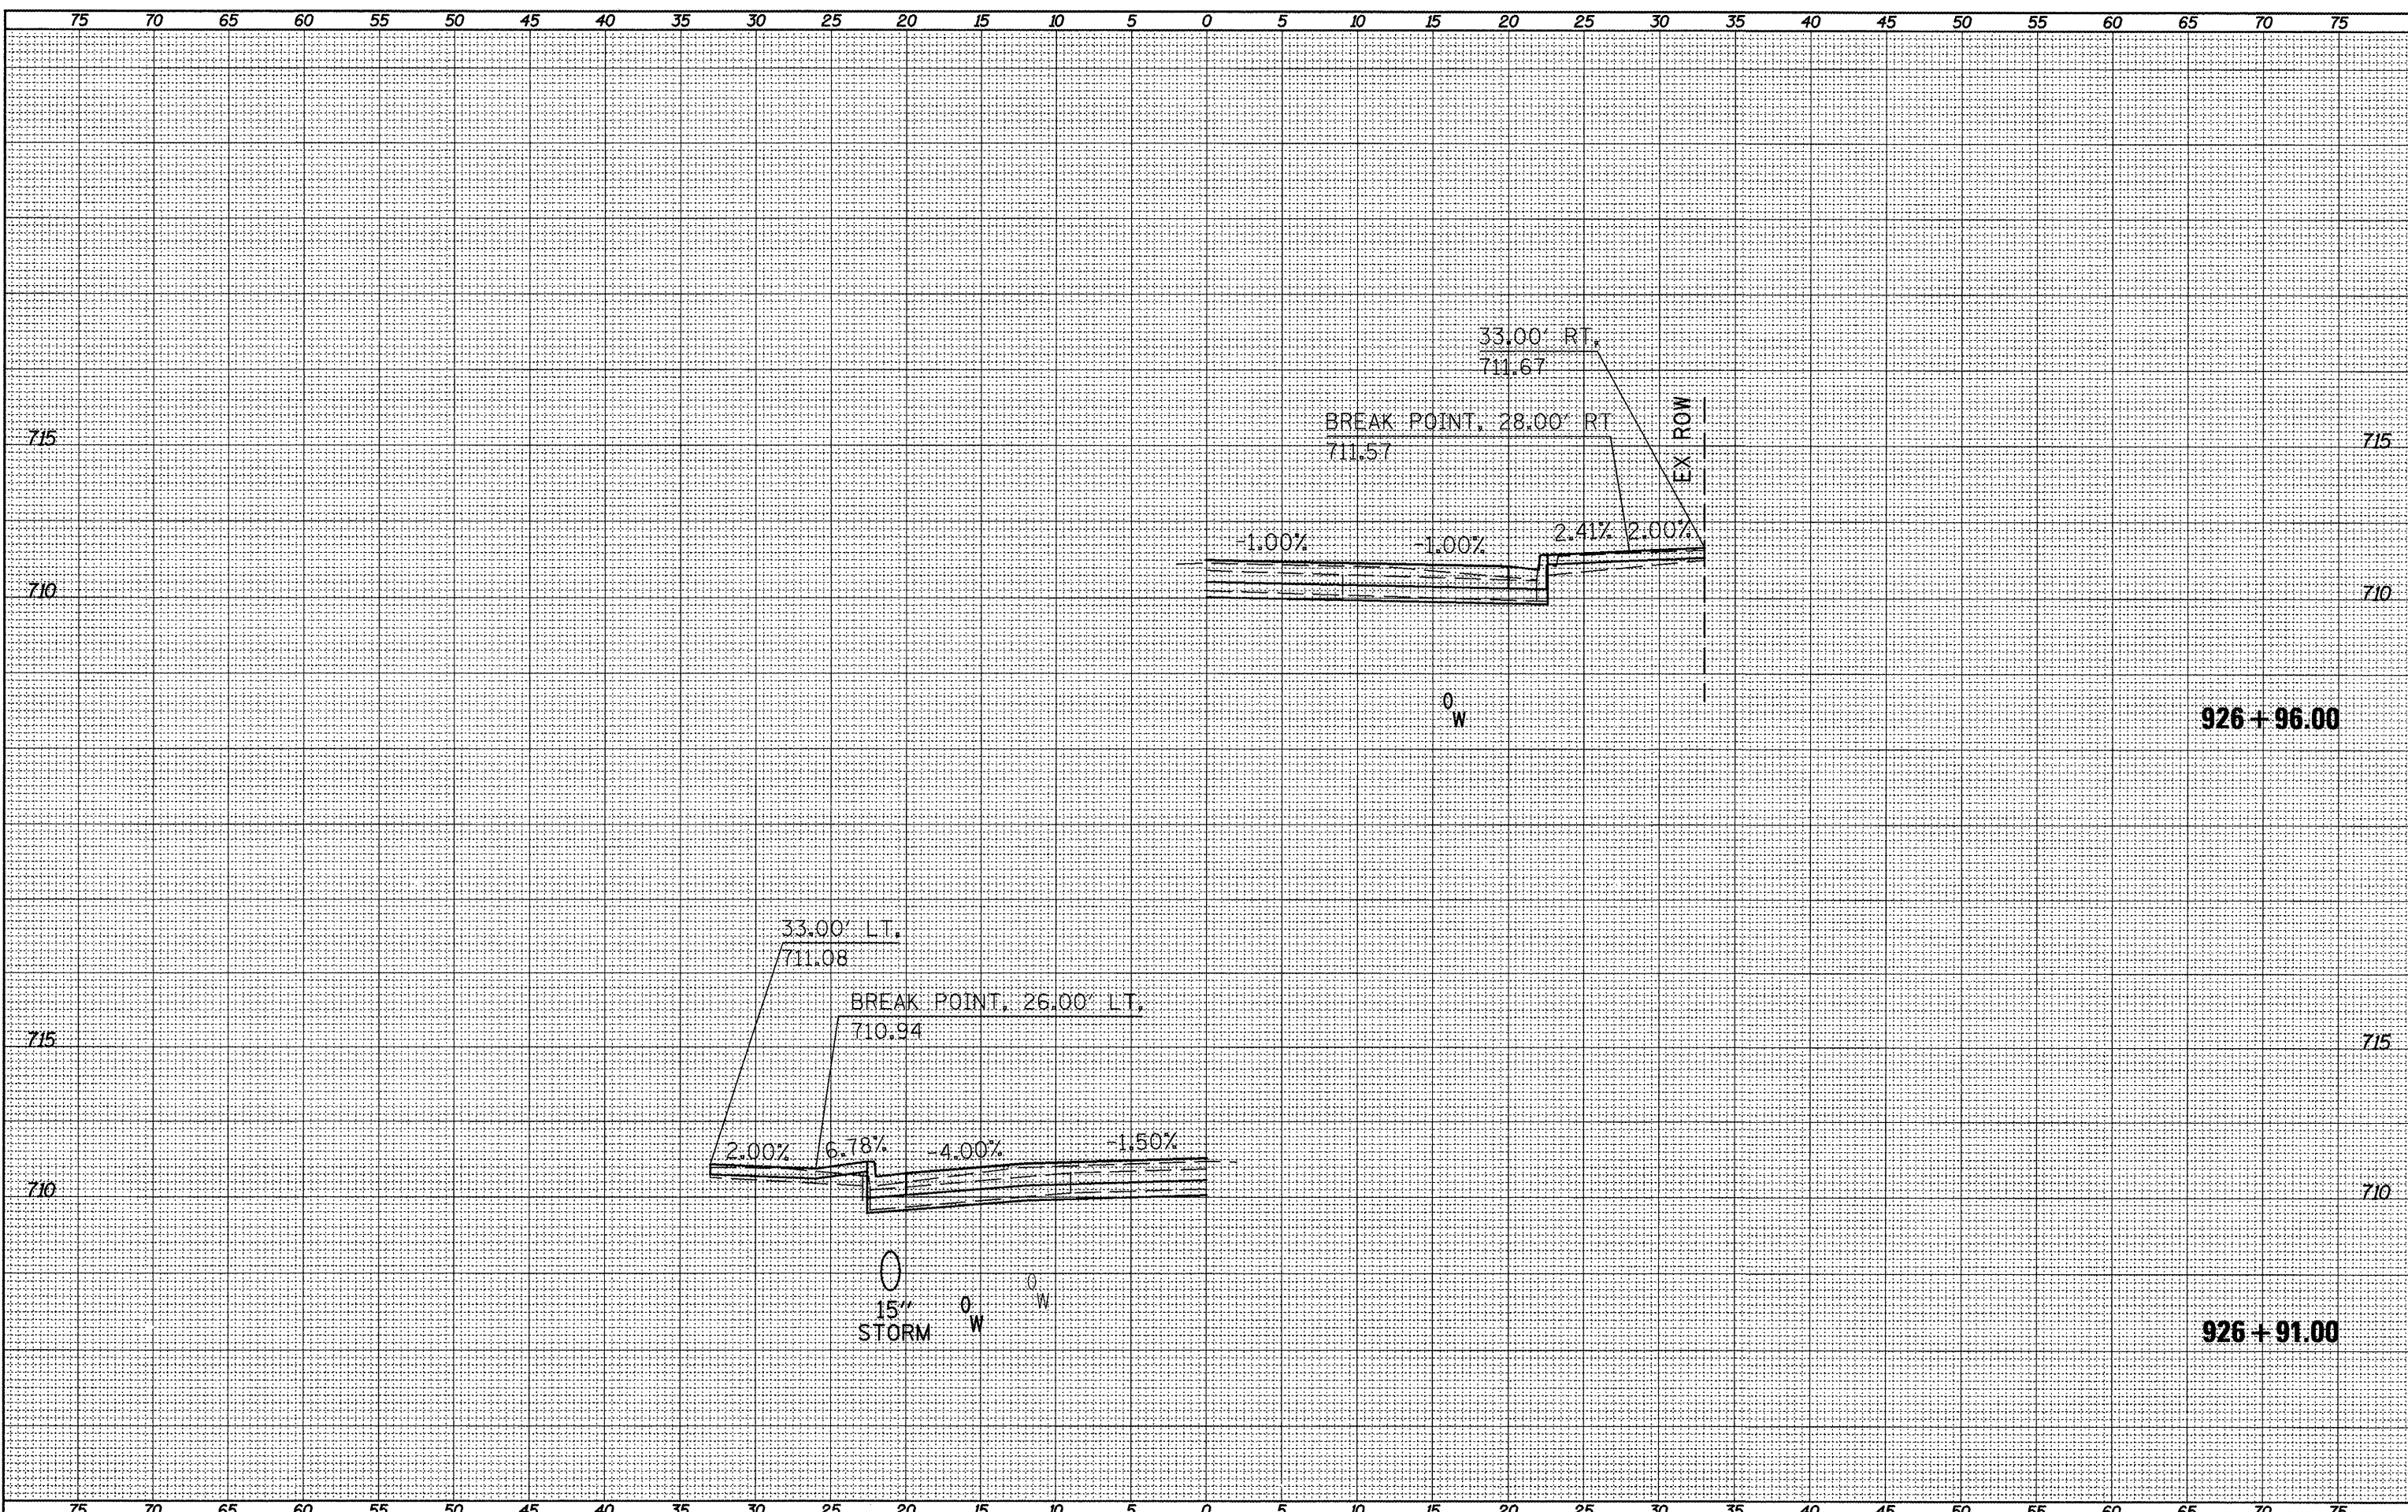 75 70 65 60 55 50 45 40 35 30 25 20 15 10 5 0 5 10 15 20 25 30 35 40 45 50 55 60 65 70 75
33.00' RT.
711.67
BREAK POINT, 28.00' RT
711.57
EX ROW
715 715
-1.00% -1.00% 2.41% 2.00%
710 710
0 W
926+96.00
33.00' LT.
711.08
BREAK POINT, 26.00' LT.
710.94
715 715
2.00% 6.78% -4.00% -1.50%
710 710
0 W
0 W
15"
STORM
926+91.00
75 70 65 60 55 50 45 40 35 30 25 20 15 10 5 0 5 10 15 20 25 30 35 40 45 50 55 60 65 70 75